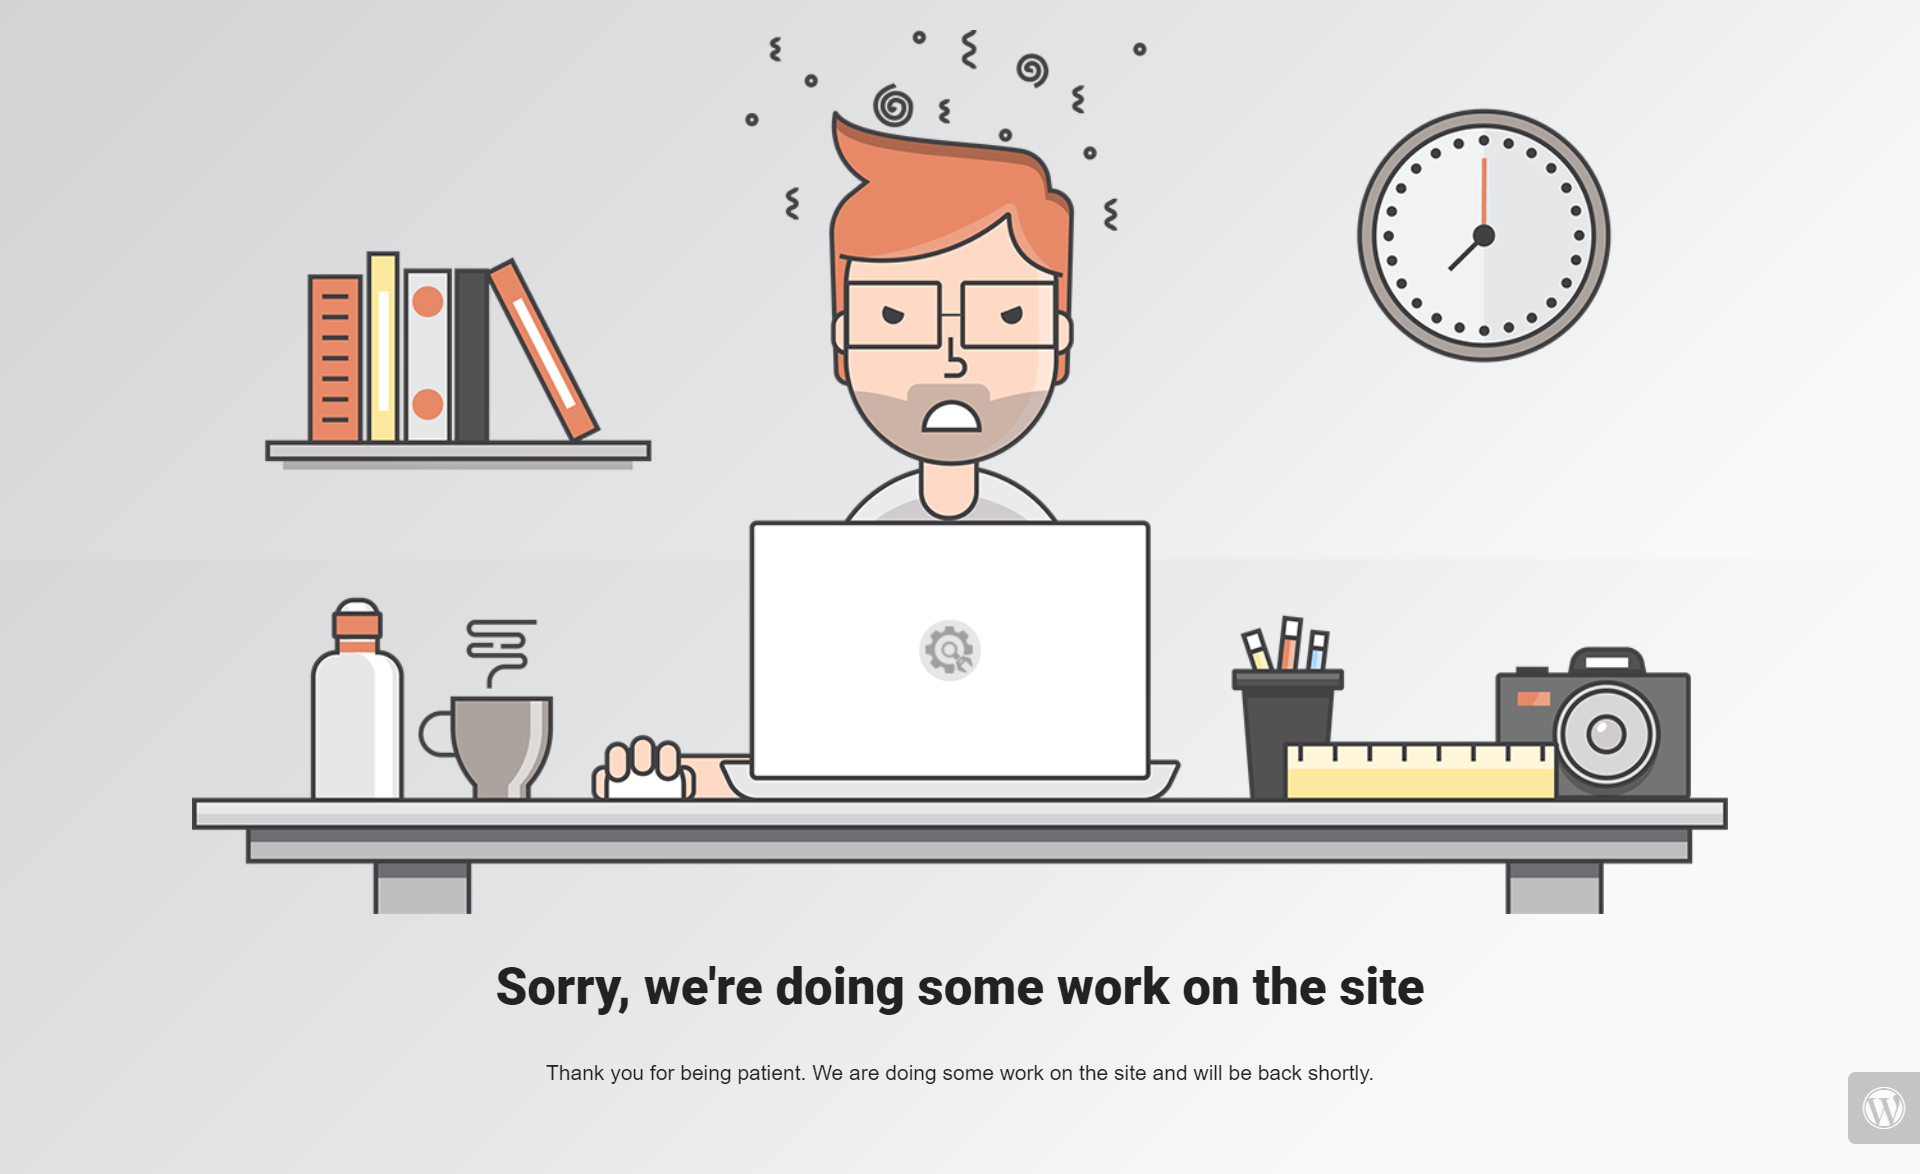 Sorry, we're doing some work on the site
Thank you for being patient. We are doing some work on the site and will be back shortly.